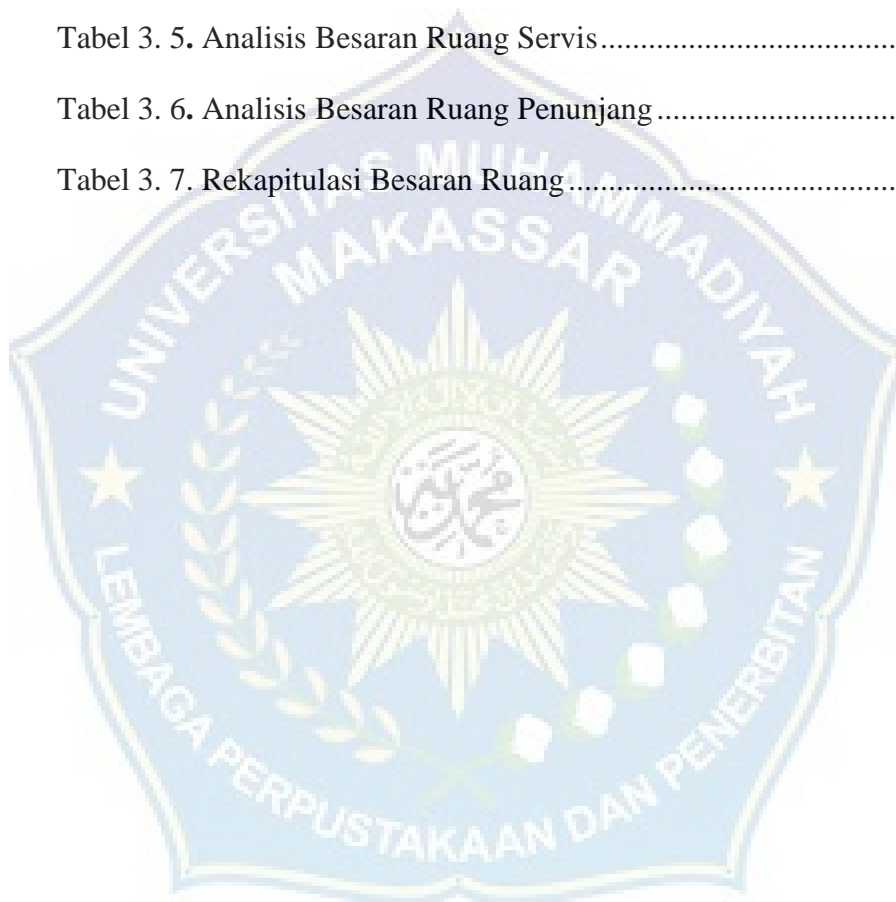 Tabel 3. 5. Analisis Besaran Ruang Servis........................................
Tabel 3. 6. Analisis Besaran Ruang Penunjang................................
Tabel 3. 7. Rekapitulasi Besaran Ruang...........................................
UNIVERSITAS MUHAMMADIYAH
MAKASSAR
LEMBAGA PERPUSTAKAAN DAN PENERBITAN